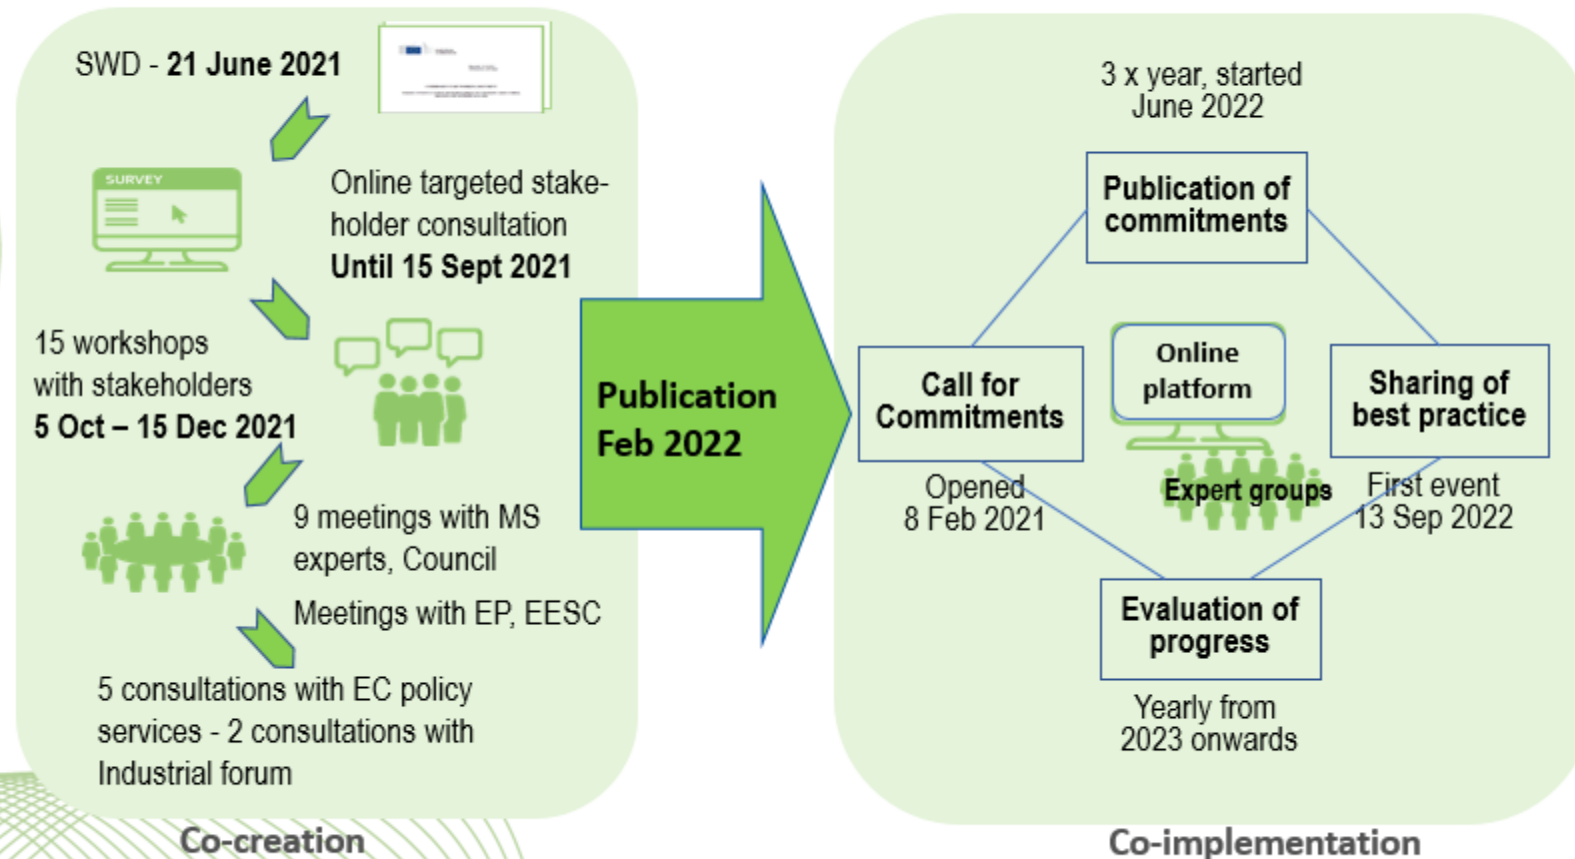 SWD - 21 June 2021
SURVEY
Online targeted stake-
holder consultation
Until 15 Sept 2021
15 workshops
with stakeholders
5 Oct – 15 Dec 2021
9 meetings with MS
experts, Council
Meetings with EP, EESC
5 consultations with EC policy
services - 2 consultations with
Industrial forum
Co-creation
Publication
Feb 2022
3 x year, started
June 2022
Publication of
commitments
Call for
Commitments
Opened
8 Feb 2021
Online
platform
Expert groups
Sharing of
best practice
First event
13 Sep 2022
Evaluation of
progress
Yearly from
2023 onwards
Co-implementation